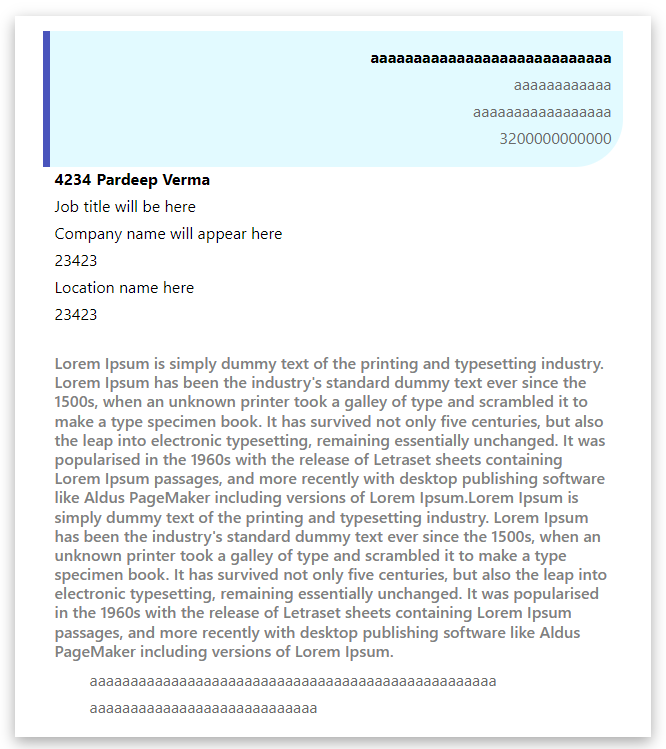 aaaaaaaaaaaaaaaaaaaaaaaaaaaa
aaaaaaaaaaaa
aaaaaaaaaaaaaaaaa
3200000000000
4234 Pardeep Verma
Job title will be here
Company name will appear here
23423
Location name here
23423
Lorem Ipsum is simply dummy text of the printing and typesetting industry.
Lorem Ipsum has been the industry's standard dummy text ever since the
1500s, when an unknown printer took a galley of type and scrambled it to
make a type specimen book. It has survived not only five centuries, but also
the leap into electronic typesetting, remaining essentially unchanged. It was
popularised in the 1960s with the release of Letraset sheets containing
Lorem Ipsum passages, and more recently with desktop publishing software
like Aldus PageMaker including versions of Lorem Ipsum.Lorem Ipsum is
simply dummy text of the printing and typesetting industry. Lorem Ipsum
has been the industry's standard dummy text ever since the 1500s, when an
unknown printer took a galley of type and scrambled it to make a type
specimen book. It has survived not only five centuries, but also the leap into
electronic typesetting, remaining essentially unchanged. It was popularised
in the 1960s with the release of Letraset sheets containing Lorem Ipsum
passages, and more recently with desktop publishing software like Aldus
PageMaker including versions of Lorem Ipsum.
aaaaaaaaaaaaaaaaaaaaaaaaaaaaaaaaaaaaaaaaaaaaaaaaaa
aaaaaaaaaaaaaaaaaaaaaaaaaaaa